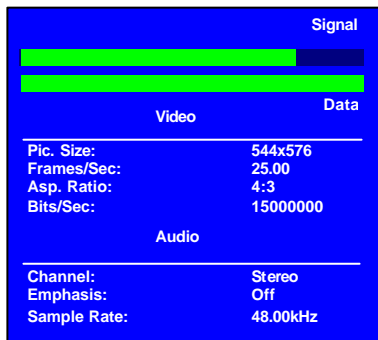 Signal
Data
Video
Pic. Size: 544x576
Frames/Sec: 25.00
Asp. Ratio: 4:3
Bits/Sec: 15000000
Audio
Channel: Stereo
Emphasis: Off
Sample Rate: 48.00kHz